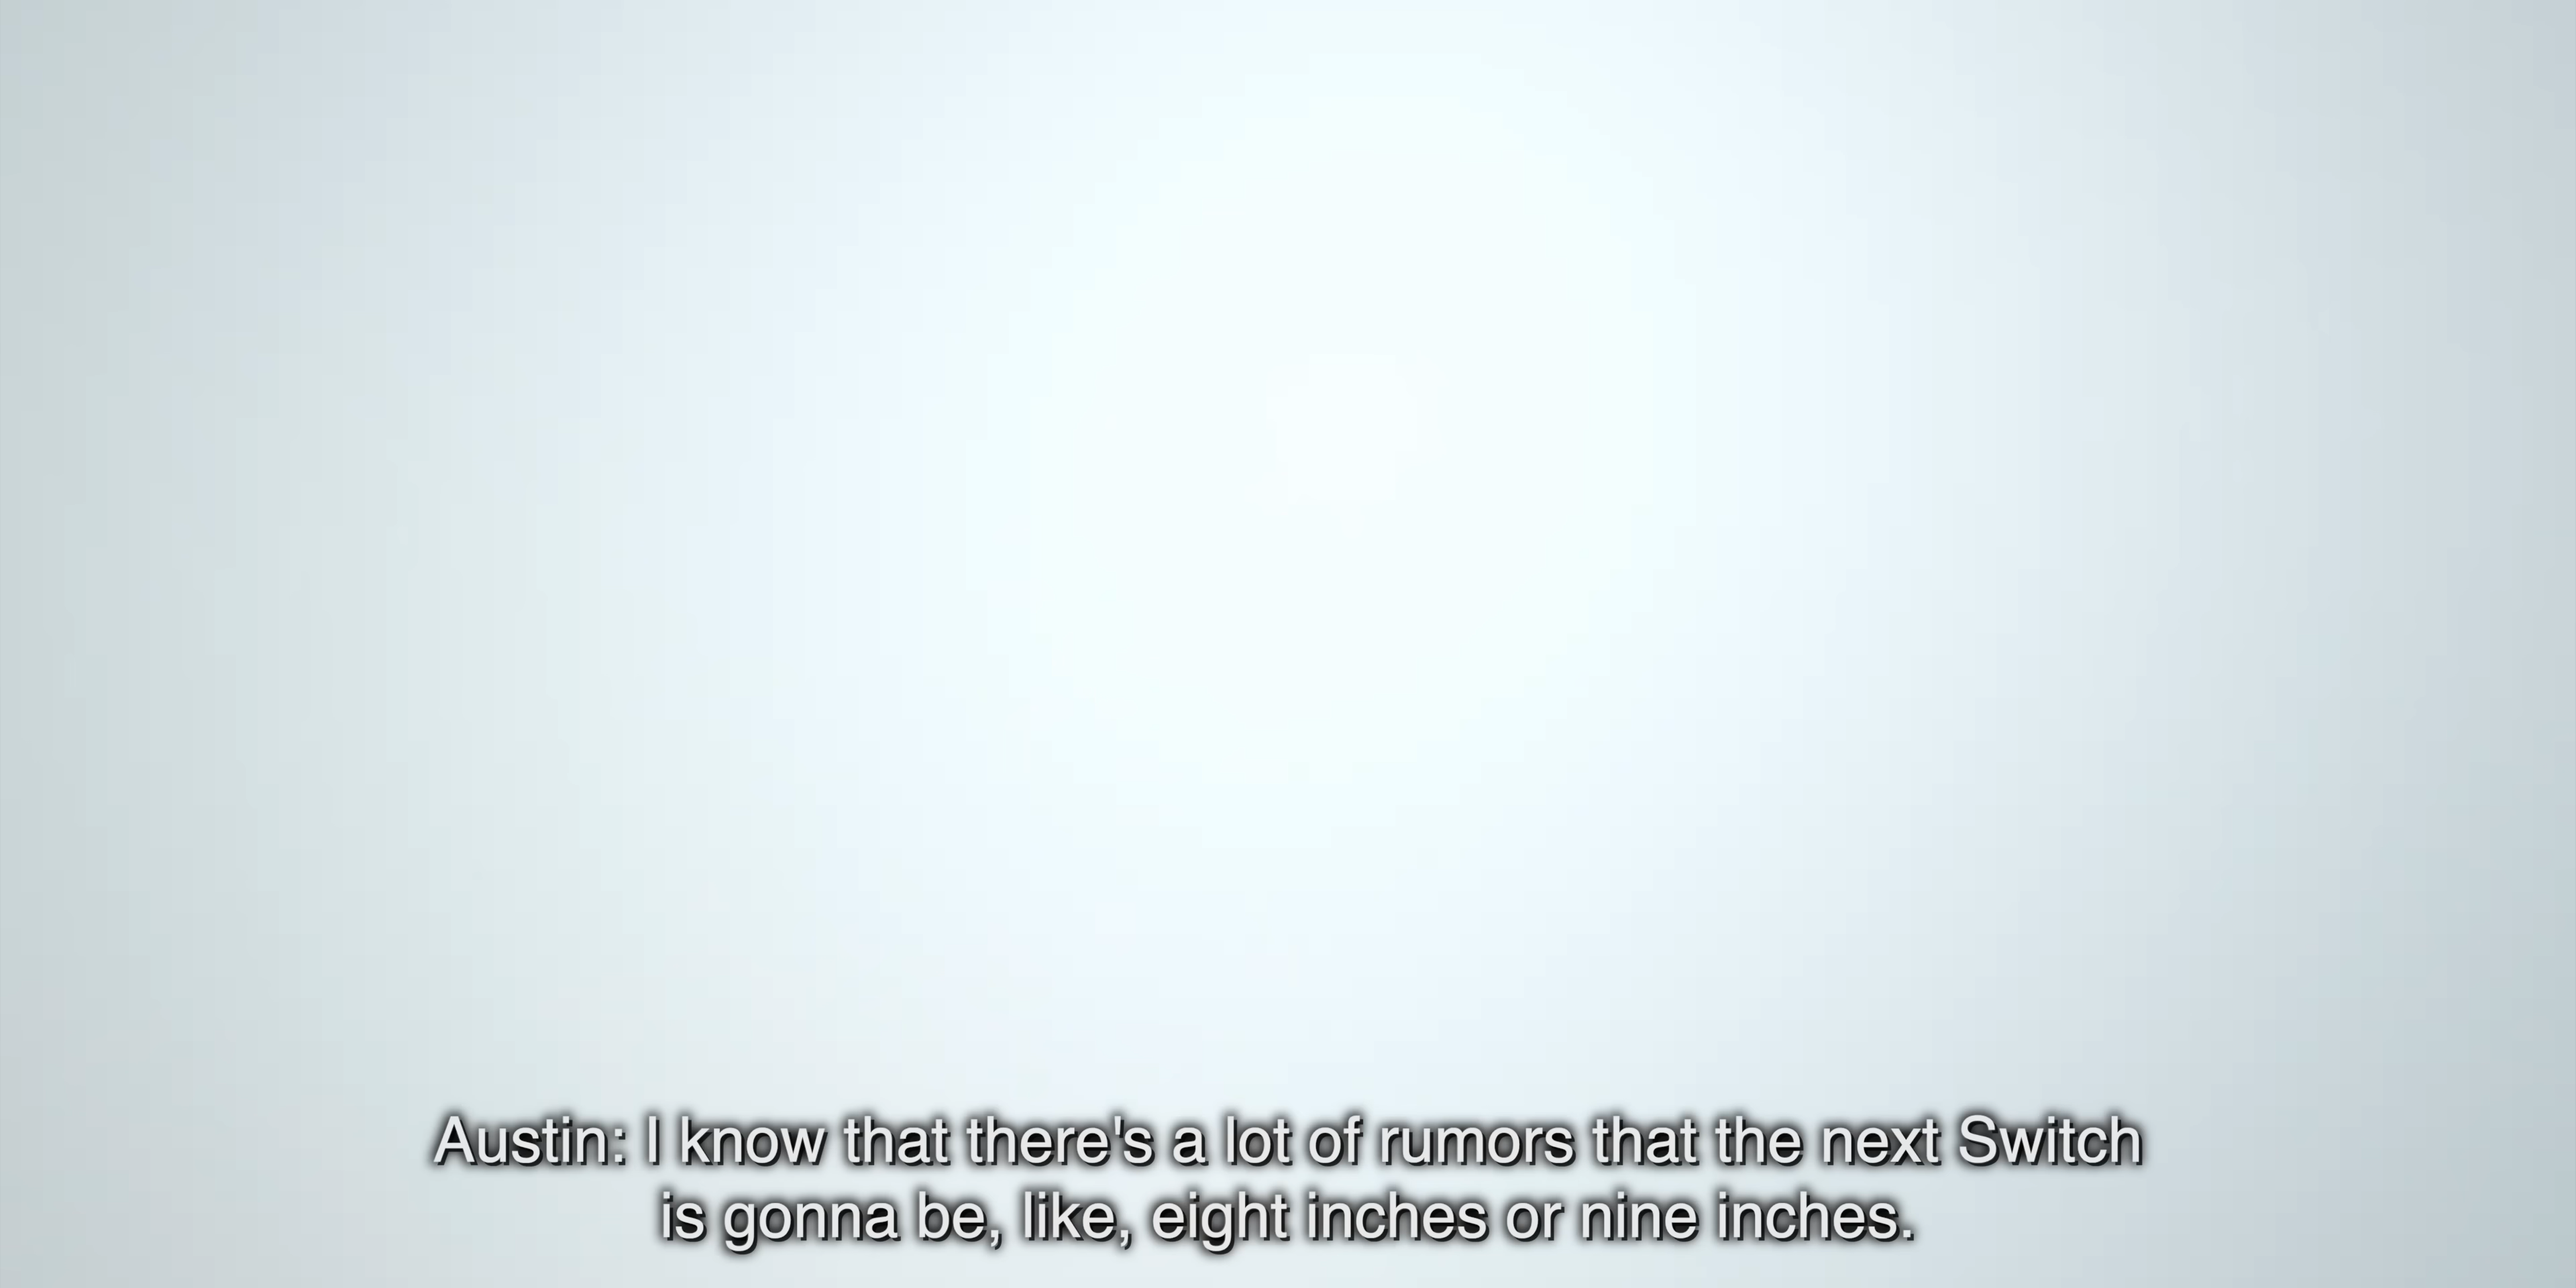 Austin: I know that there's a lot of rumors that the next Switch
is gonna be, like, eight inches or nine inches.